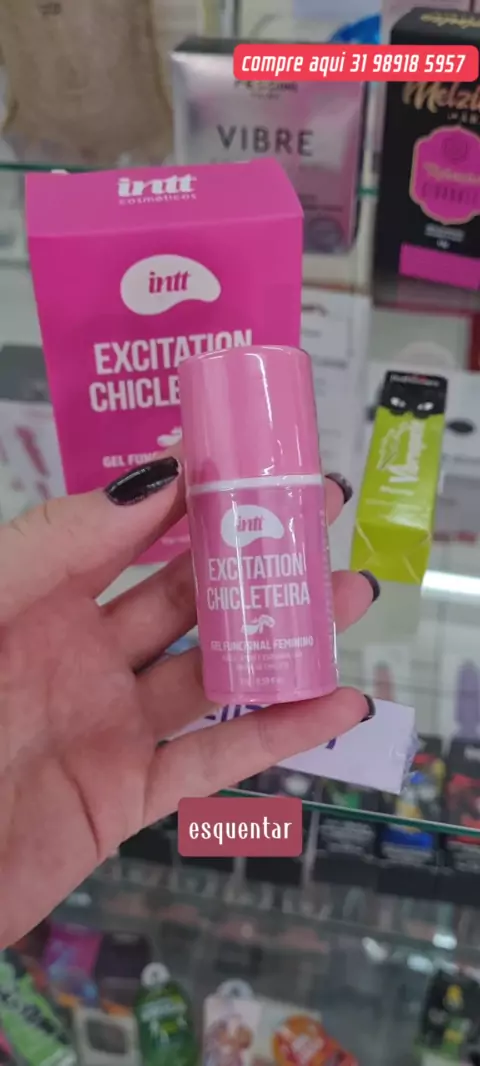 compre aqui 31 98918 5957
VIBRE
intt
cosméticos
intt
EXCITATION
CHICLE
GEL FUNC
intt
EXCITATION
CHICLETEIRA
GEL FUNCIONAL FEMININO
esquentar